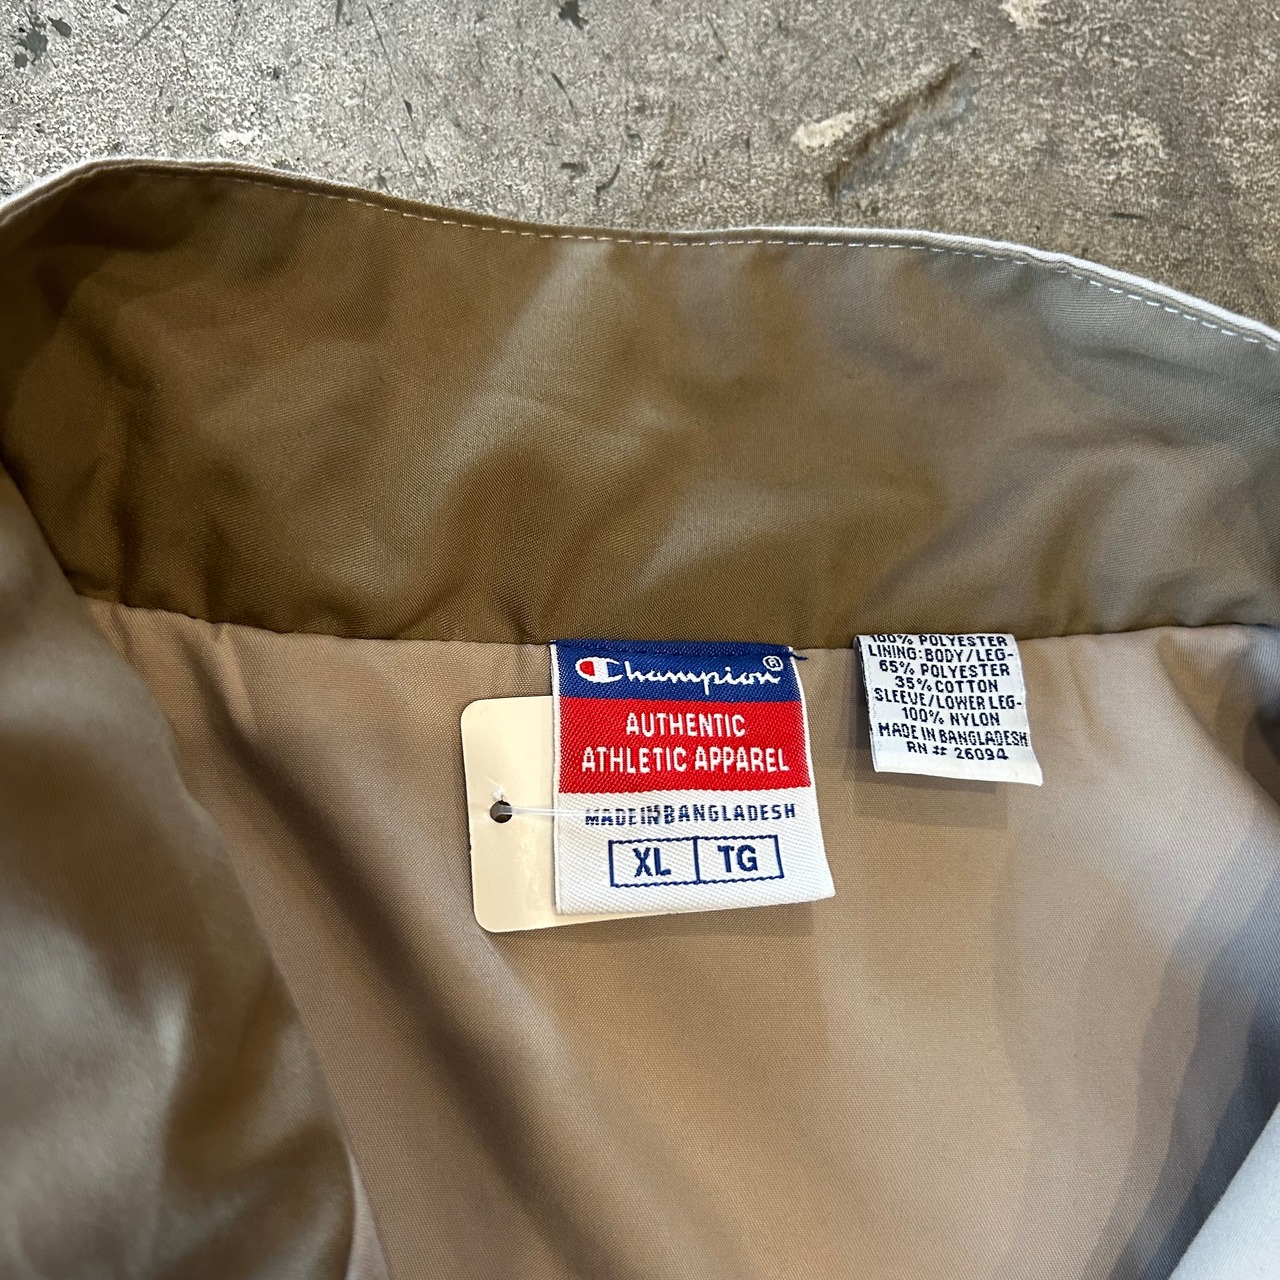 Champion®
AUTHENTIC
ATHLETIC APPAREL
MADE IN BANGLADESH
XL TG
100% POLYESTER
LINING: BODY/LEG-
65% POLYESTER
35% COTTON
SLEEVE/LOWER LEG-
100% NYLON
MADE IN BANGLADESH
RN # 26094